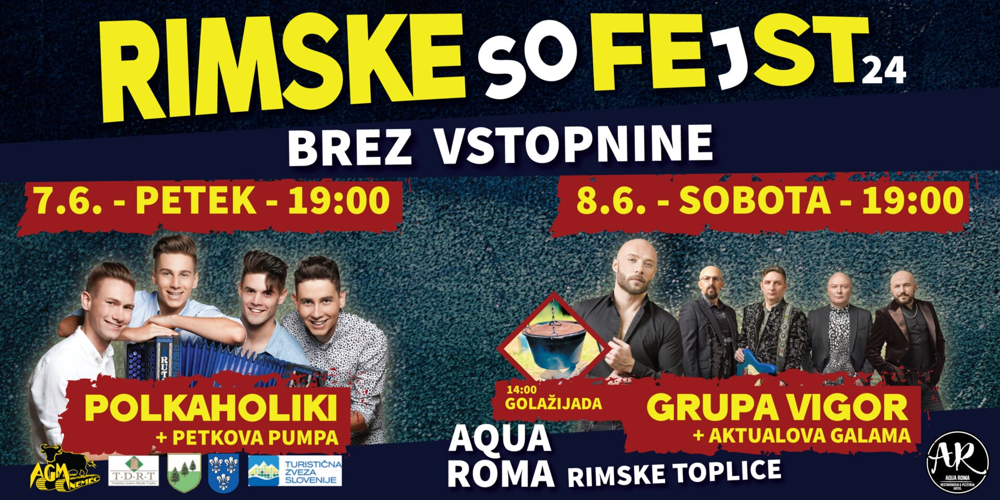 RIMSKE SO FEJST 24
BREZ VSTOPNINE
7.6. - PETEK - 19:00
8.6. - SOBOTA - 19:00
POLKAHOLIKI
+ PETKOVA PUMPA
14:00
GOLAŽIJADA
GRUPA VIGOR
+ AKTUALOVA GALAMA
AQUA
ROMA RIMSKE TOPLICE
AGM
NEMEC
T·D·R·T
Turistično društvo Rimske Toplice
TURISTIČNA
ZVEZA
SLOVENIJE
AR
AQUA ROMA
RESTAVRACIJA & PIZZERIJA
HOTEL